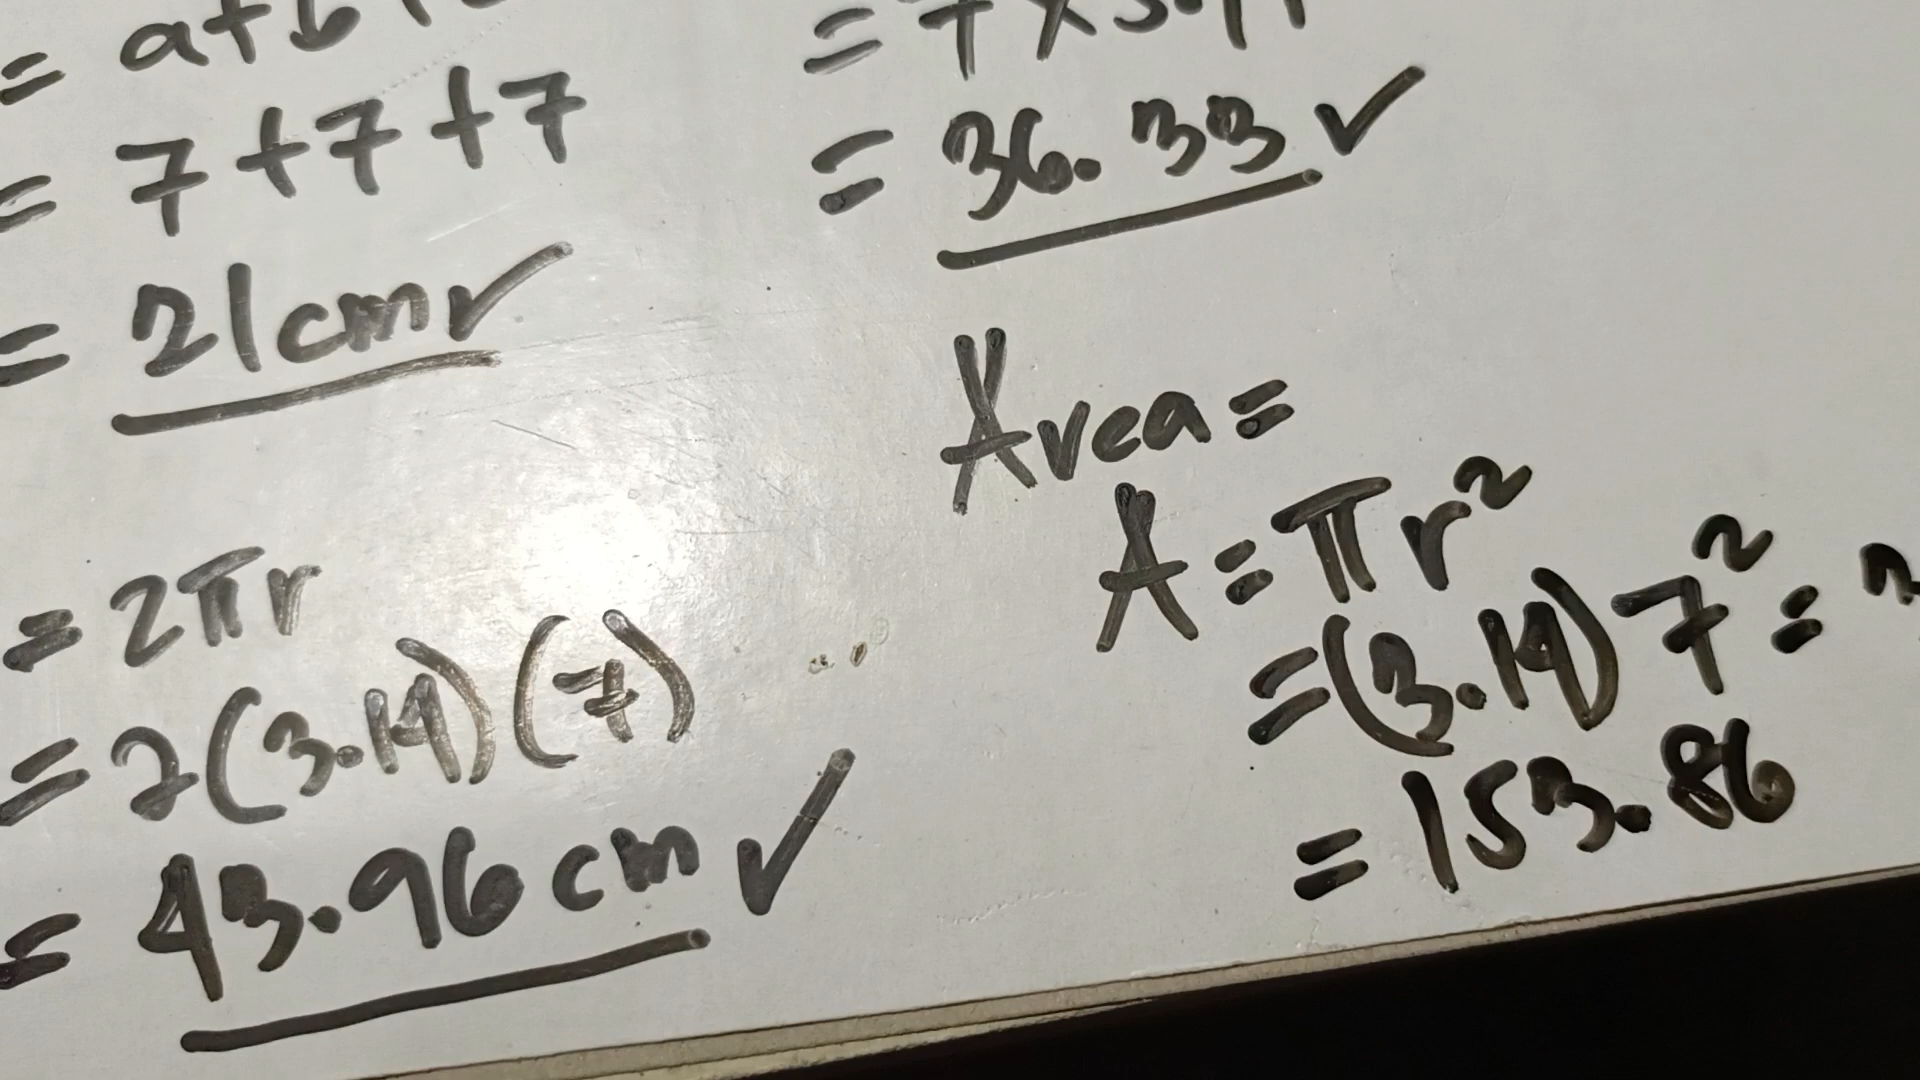 = a+b+
= 7+7+7
= 21cm✓
= 36.33✓
Area=
A=πr²
=(3.14)7²=
=153.86
=2πr
=2(3.14)(7)
=43.96cm✓